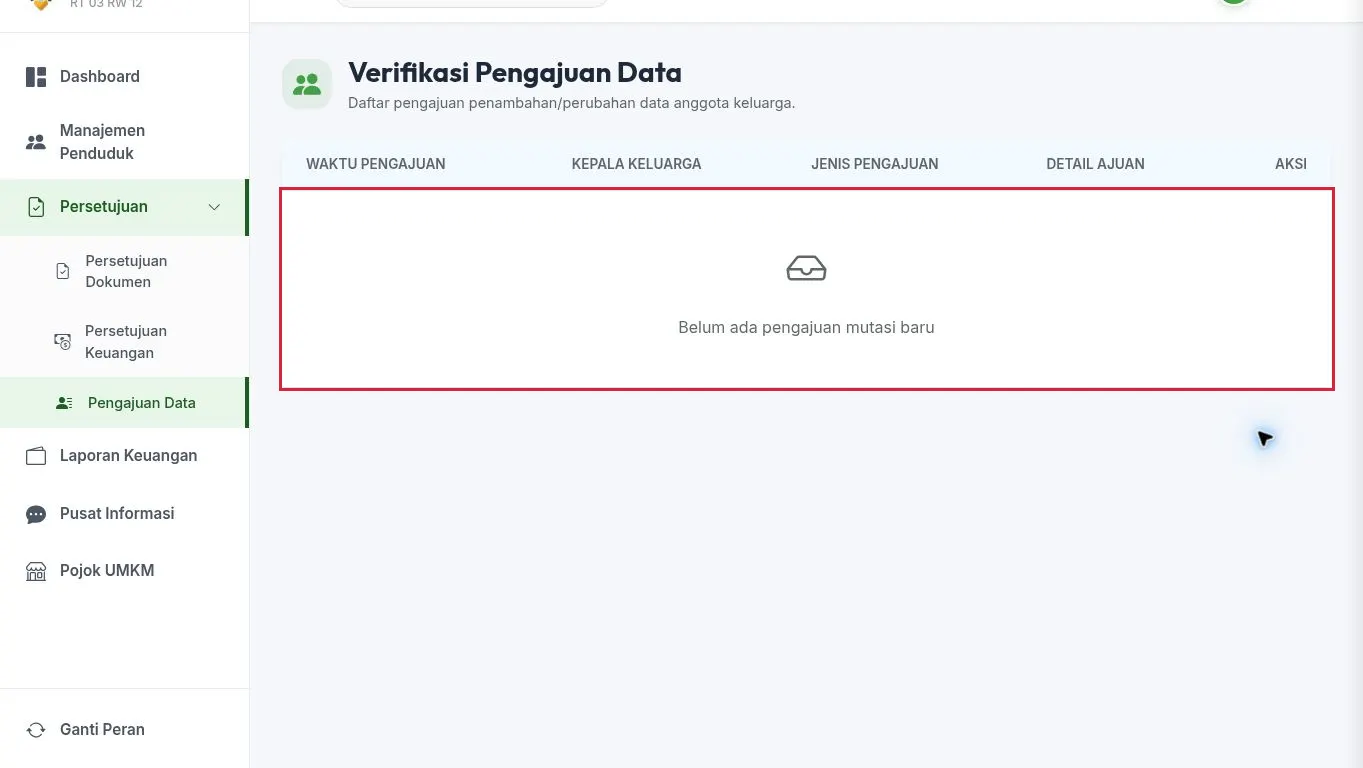 RT 03 RW 12
Dashboard
Manajemen
Penduduk
Persetujuan
Persetujuan
Dokumen
Persetujuan
Keuangan
Pengajuan Data
Laporan Keuangan
Pusat Informasi
Pojok UMKM
Ganti Peran
Verifikasi Pengajuan Data
Daftar pengajuan penambahan/perubahan data anggota keluarga.
WAKTU PENGAJUAN KEPALA KELUARGA JENIS PENGAJUAN DETAIL AJUAN AKSI
Belum ada pengajuan mutasi baru